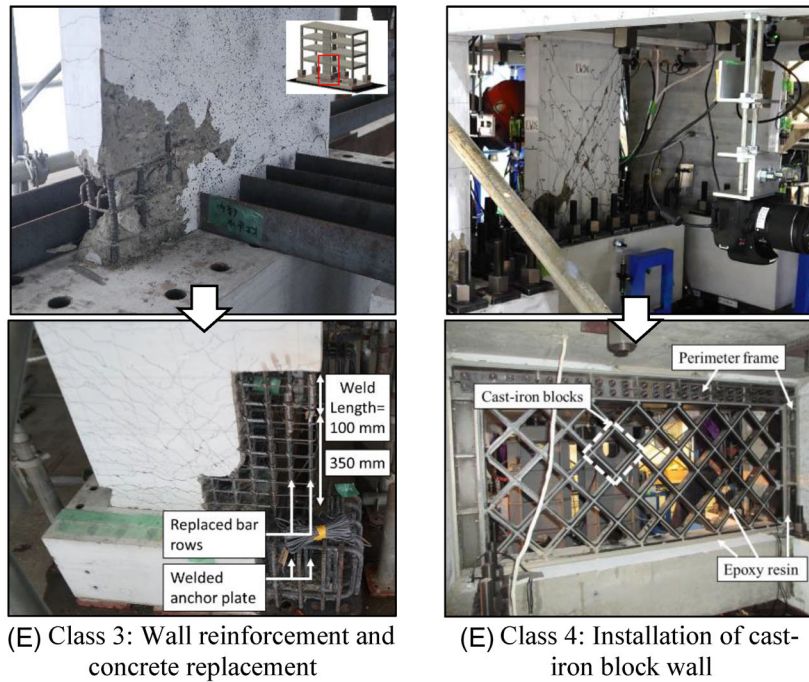 Weld
Length=
100 mm
350 mm
Replaced bar
rows
Welded
anchor plate
(E) Class 3: Wall reinforcement and
concrete replacement
Perimeter frame
Cast-iron blocks
Epoxy resin
(E) Class 4: Installation of cast-
iron block wall